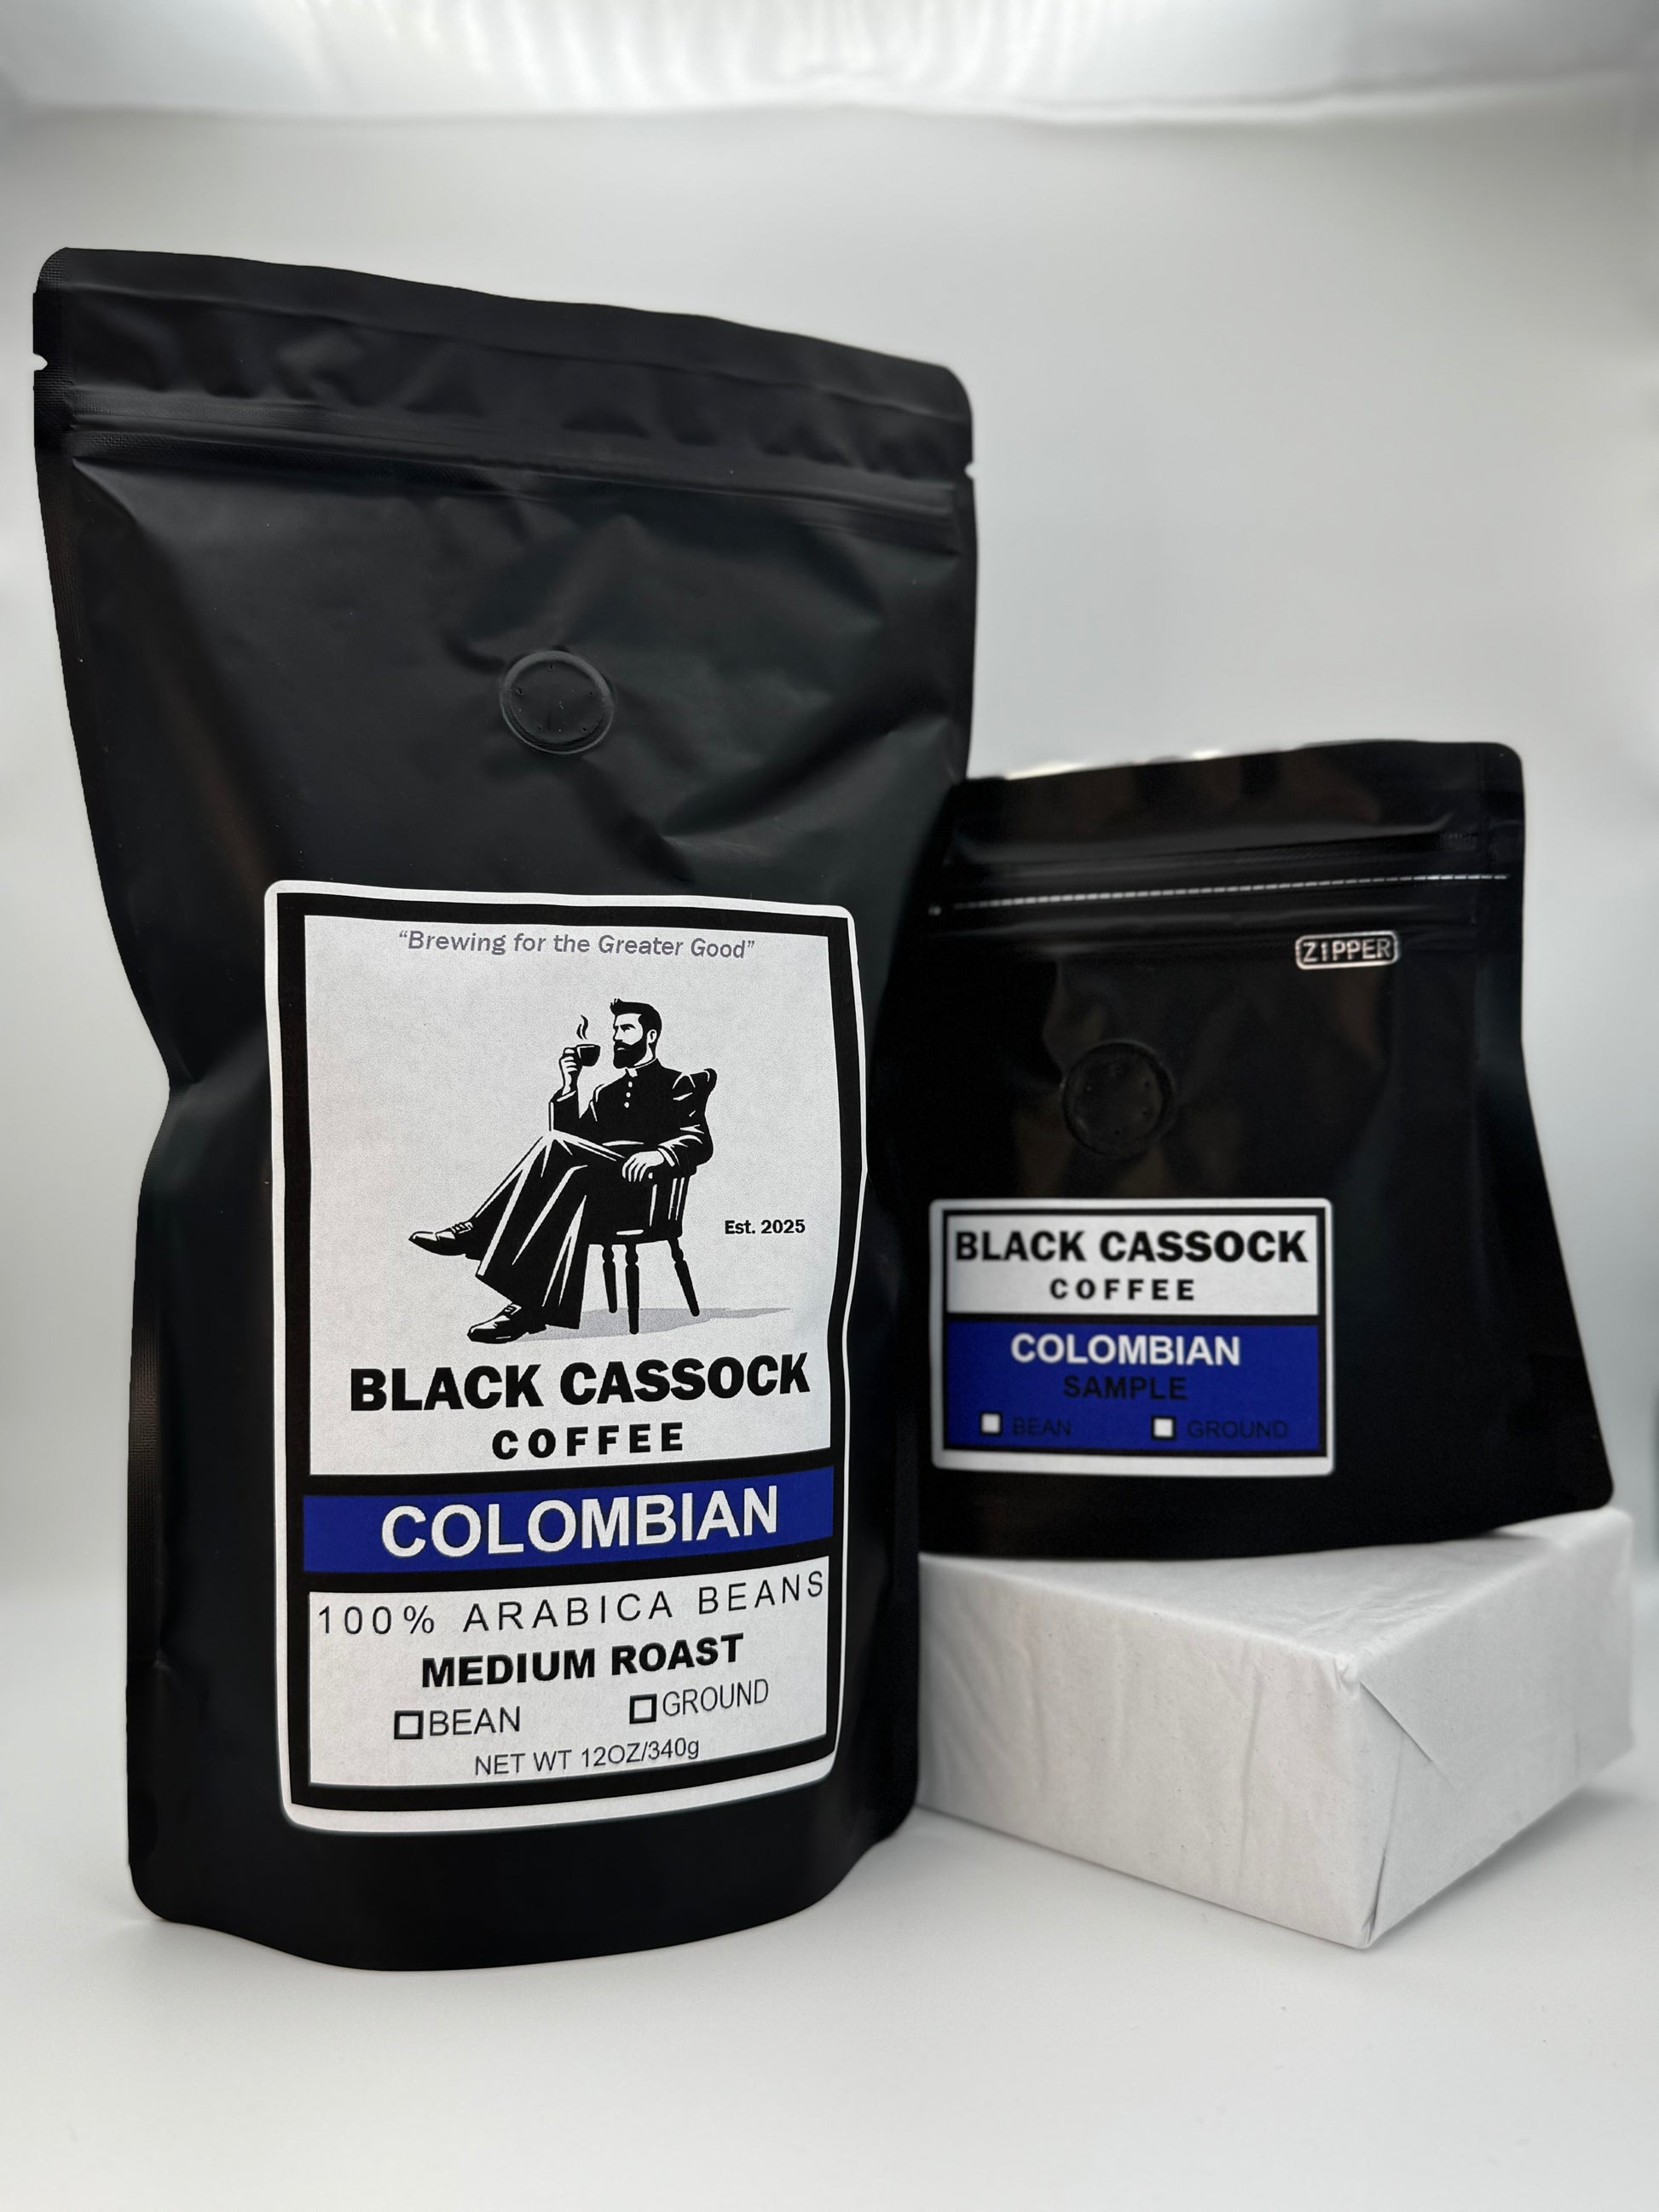 “Brewing for the Greater Good”
Est. 2025
BLACK CASSOCK
COFFEE
COLOMBIAN
100% ARABICA BEANS
MEDIUM ROAST
BEAN GROUND
NET WT 12OZ/340g
ZIPPER
BLACK CASSOCK
COFFEE
COLOMBIAN
SAMPLE
BEAN GROUND